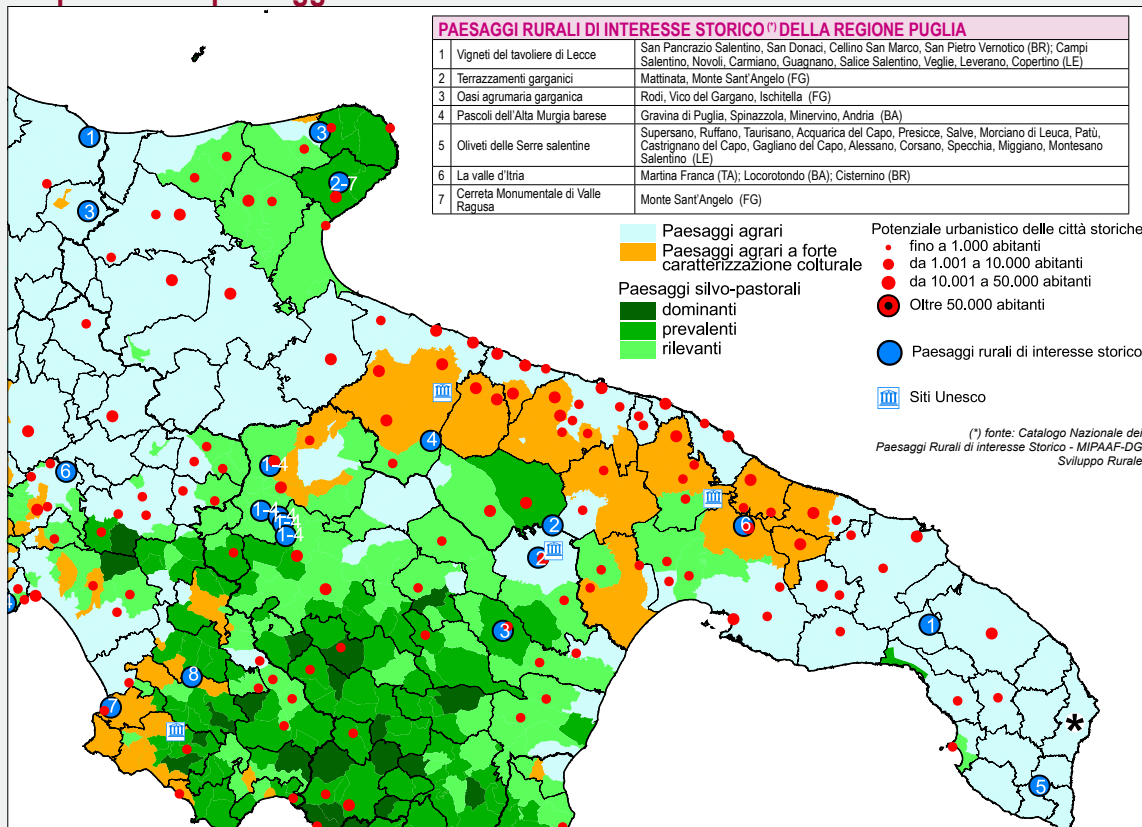 PAESAGGI RURALI DI INTERESSE STORICO (*) DELLA REGIONE PUGLIA
1 Vigneti del tavoliere di Lecce San Pancrazio Salentino, San Donaci, Cellino San Marco, San Pietro Vernotico (BR); Campi
Salentino, Novoli, Carmiano, Guagnano, Salice Salentino, Veglie, Leverano, Copertino (LE)
2 Terrazzamenti garganici Mattinata, Monte Sant'Angelo (FG)
3 Oasi agrumaria garganica Rodi, Vico del Gargano, Ischitella (FG)
4 Pascoli dell'Alta Murgia barese Gravina di Puglia, Spinazzola, Minervino, Andria (BA)
5 Oliveti delle Serre salentine Supersano, Ruffano, Taurisano, Acquarica del Capo, Presicce, Salve, Morciano di Leuca, Patù,
Castrignano del Capo, Gagliano del Capo, Alessano, Corsano, Specchia, Miggiano, Montesano
Salentino (LE)
6 La valle d'Itria Martina Franca (TA); Locorotondo (BA); Cisternino (BR)
7 Cerreta Monumentale di Valle
Ragusa Monte Sant'Angelo (FG)
Paesaggi agrari
Paesaggi agrari a forte
caratterizzazione colturale
Paesaggi silvo-pastorali
dominanti
prevalenti
rilevanti
Potenziale urbanistico delle città storiche
fino a 1.000 abitanti
da 1.001 a 10.000 abitanti
da 10.001 a 50.000 abitanti
Oltre 50.000 abitanti
Paesaggi rurali di interesse storico
Siti Unesco
(*) fonte: Catalogo Nazionale dei
Paesaggi Rurali di interesse Storico - MIPAAF-DG
Sviluppo Rurale
1
3
2-7
3
4
6
1-4
1-4
1-4
1-4
2
6
2
3
1
8
7
5
*